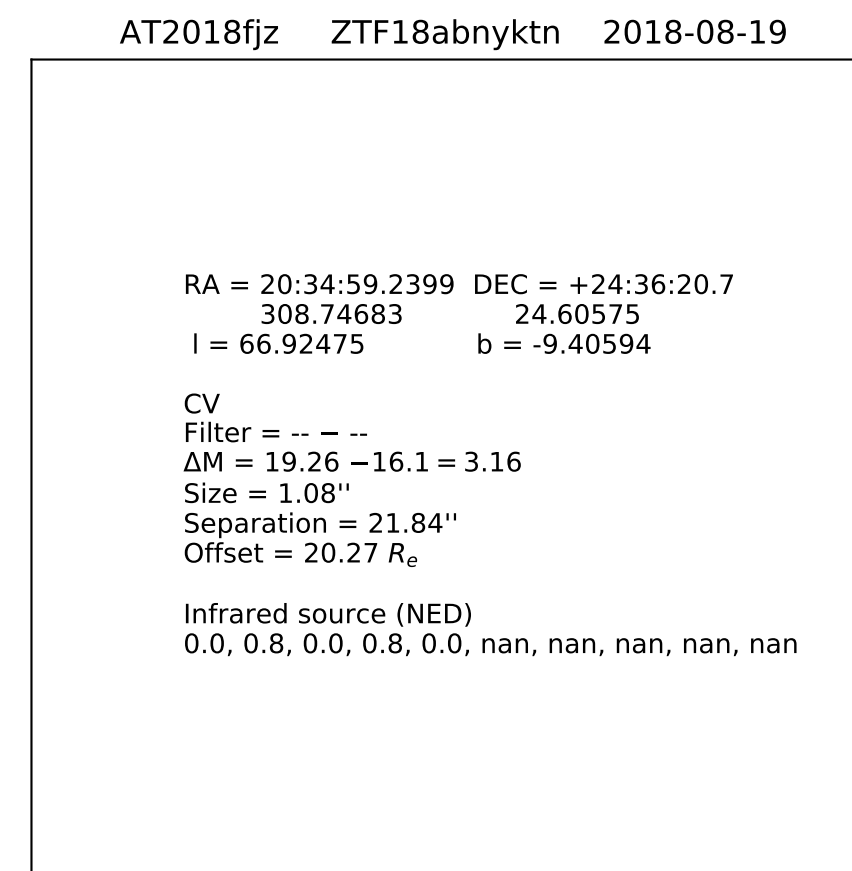 AT2018fjz ZTF18abnyktn 2018-08-19
RA = 20:34:59.2399 DEC = +24:36:20.7
308.74683 24.60575
l = 66.92475 b = -9.40594
CV
Filter = -- − --
ΔM = 19.26 −16.1 = 3.16
Size = 1.08''
Separation = 21.84''
Offset = 20.27 Rₑ
Infrared source (NED)
0.0, 0.8, 0.0, 0.8, 0.0, nan, nan, nan, nan, nan